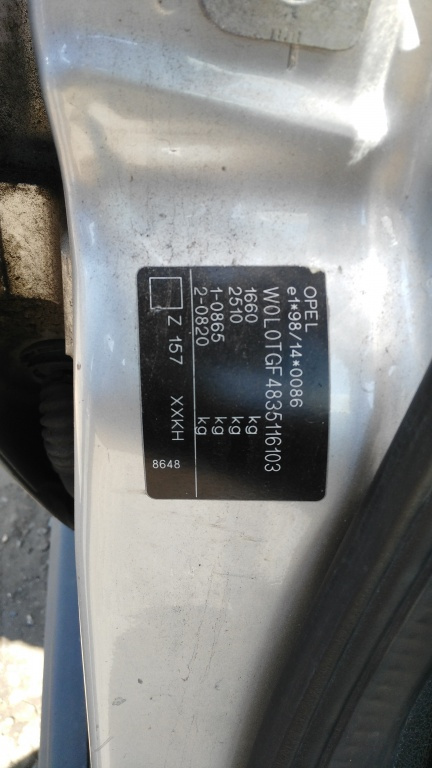 OPEL
e1*98/14*0086
W0L0TGF4835116103
1660 kg
2510 kg
1-0865 kg
2-0820 kg
Z 157 XXKH
8648